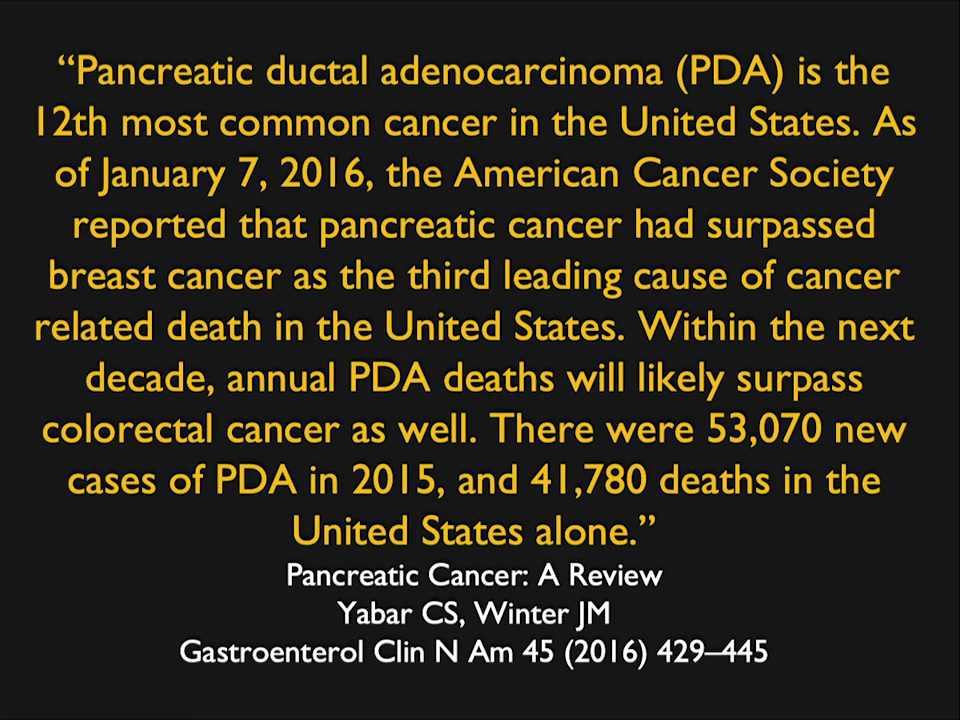 “Pancreatic ductal adenocarcinoma (PDA) is the
12th most common cancer in the United States. As
of January 7, 2016, the American Cancer Society
reported that pancreatic cancer had surpassed
breast cancer as the third leading cause of cancer
related death in the United States. Within the next
decade, annual PDA deaths will likely surpass
colorectal cancer as well. There were 53,070 new
cases of PDA in 2015, and 41,780 deaths in the
United States alone.”
Pancreatic Cancer: A Review
Yabar CS, Winter JM
Gastroenterol Clin N Am 45 (2016) 429–445